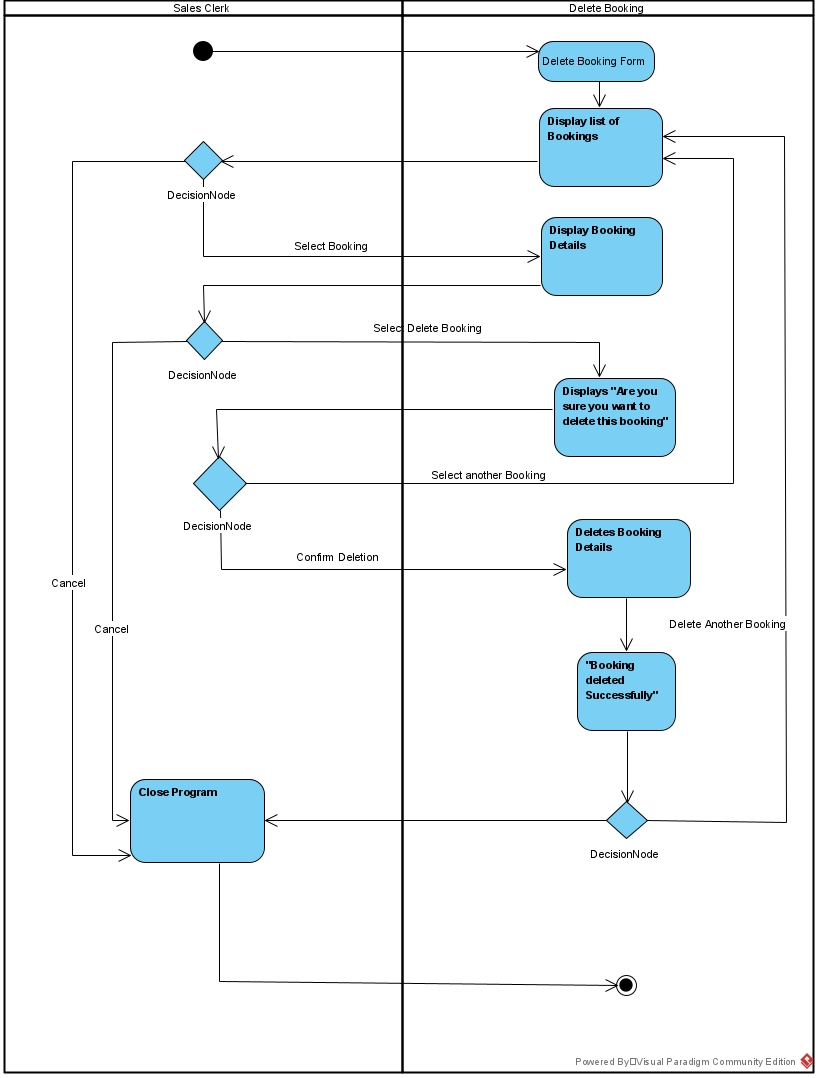 Sales Clerk
Delete Booking
Delete Booking Form
Display list of
Bookings
DecisionNode
Display Booking
Details
Select Booking
Select Delete Booking
DecisionNode
Displays "Are you
sure you want to
delete this booking"
Select another Booking
DecisionNode
Deletes Booking
Details
Confirm Deletion
Cancel
Delete Another Booking
Cancel
"Booking
deleted
Successfully"
Close Program
DecisionNode
Powered By Visual Paradigm Community Edition